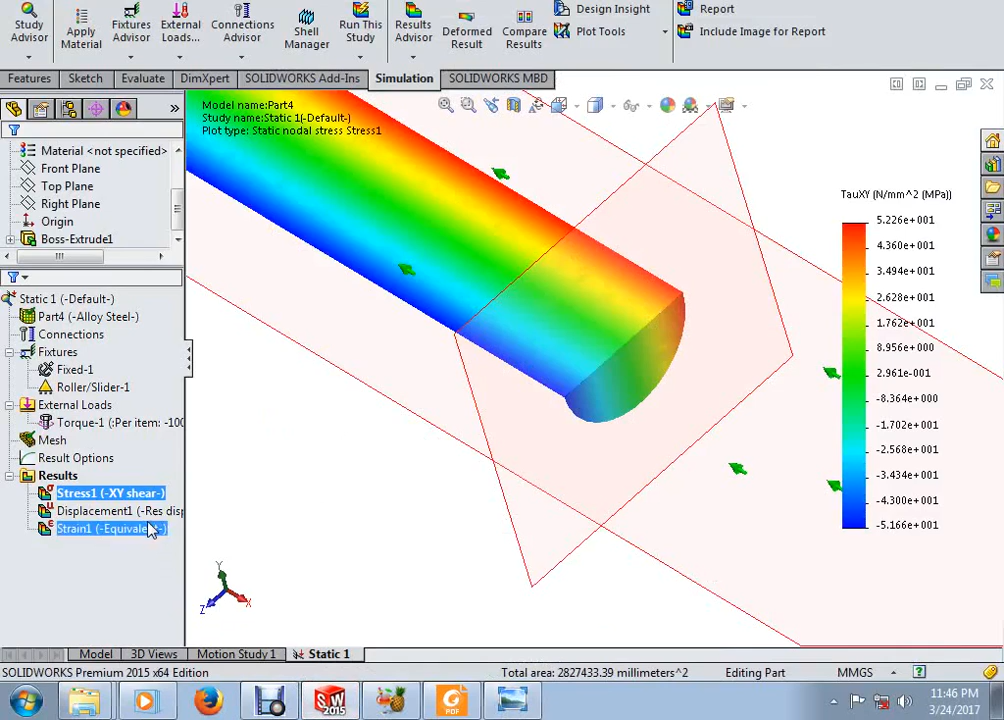 Study Advisor
Apply Material
Fixtures Advisor
External Loads...
Connections Advisor
Shell Manager
Run This Study
Results Advisor
Deformed Result
Compare Results
Design Insight
Plot Tools
Report
Include Image for Report
Features
Sketch
Evaluate
DimXpert
SOLIDWORKS Add-Ins
Simulation
SOLIDWORKS MBD
Model name:Part4
Study name:Static 1(-Default-)
Plot type: Static nodal stress Stress1
Material <not specified>
Front Plane
Top Plane
Right Plane
Origin
Boss-Extrude1
Static 1 (-Default-)
Part4 (-Alloy Steel-)
Connections
Fixtures
Fixed-1
Roller/Slider-1
External Loads
Torque-1 (:Per item: -100
Mesh
Result Options
Results
Stress1 (-XY shear-)
Displacement1 (-Res disp
Strain1 (-Equivale
TauXY (N/mm^2 (MPa))
5.226e+001
4.360e+001
3.494e+001
2.628e+001
1.762e+001
8.957e+000
2.961e-001
-8.364e+000
-1.702e+001
-2.568e+001
-3.434e+001
-4.300e+001
-5.166e+001
Y
Z
X
Model
3D Views
Motion Study 1
Static 1
SOLIDWORKS Premium 2015 x64 Edition
Total area: 2827433.39 millimeters^2
Editing Part
MMGS
SW
2015
PDF
11:46 PM
3/24/2017